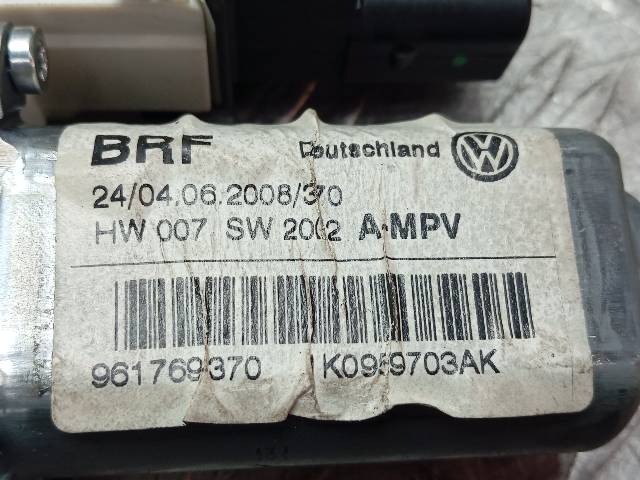 BRF Deutschland
24/04.06.2008/370
HW 007 SW 2002 A-MPV
961769370 K0959703AK